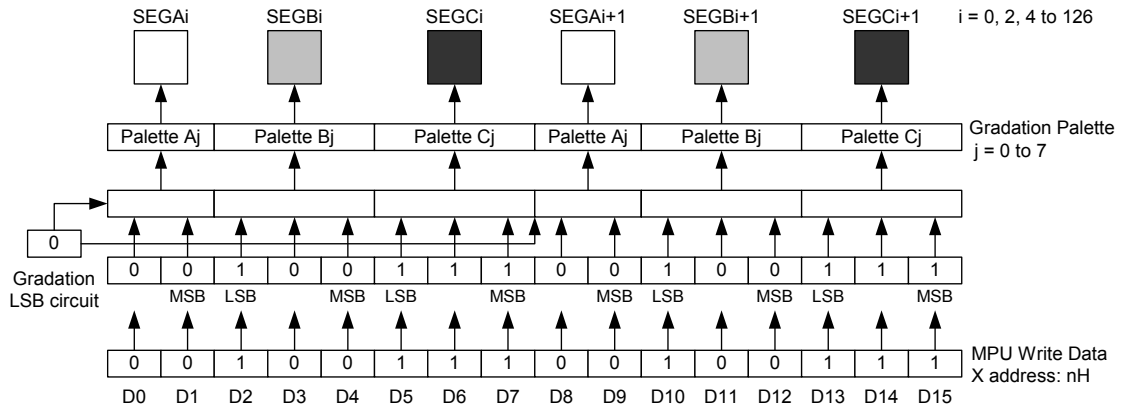 SEGAi SEGBi SEGCi SEGAi+1 SEGBi+1 SEGCi+1 i = 0, 2, 4 to 126
Palette Aj Palette Bj Palette Cj Palette Aj Palette Bj Palette Cj Gradation Palette
j = 0 to 7
0
Gradation
LSB circuit
0 0 1 0 0 1 1 1 0 0 1 0 0 1 1 1
MSB LSB MSB LSB MSB MSB LSB MSB LSB MSB
0 0 1 0 0 1 1 1 0 0 1 0 0 1 1 1 MPU Write Data
X address: nH
D0 D1 D2 D3 D4 D5 D6 D7 D8 D9 D10 D11 D12 D13 D14 D15